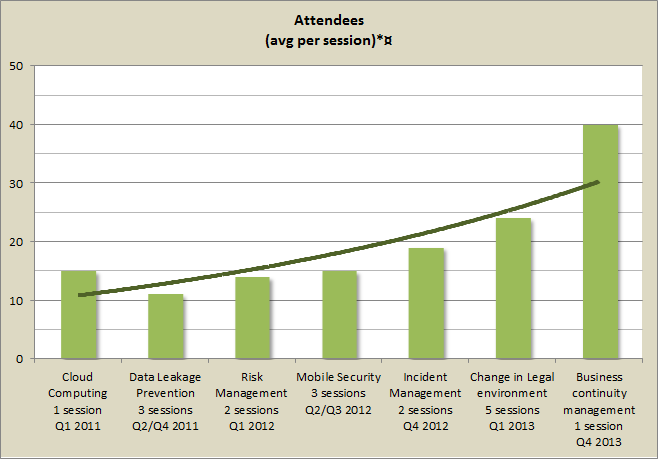 Attendees
(avg per session)*¤
50
40
30
20
10
0
Cloud
Computing
1 session
Q1 2011
Data Leakage
Prevention
3 sessions
Q2/Q4 2011
Risk
Management
2 sessions
Q1 2012
Mobile Security
3 sessions
Q2/Q3 2012
Incident
Management
2 sessions
Q4 2012
Change in Legal
environment
5 sessions
Q1 2013
Business
continuity
management
1 session
Q4 2013